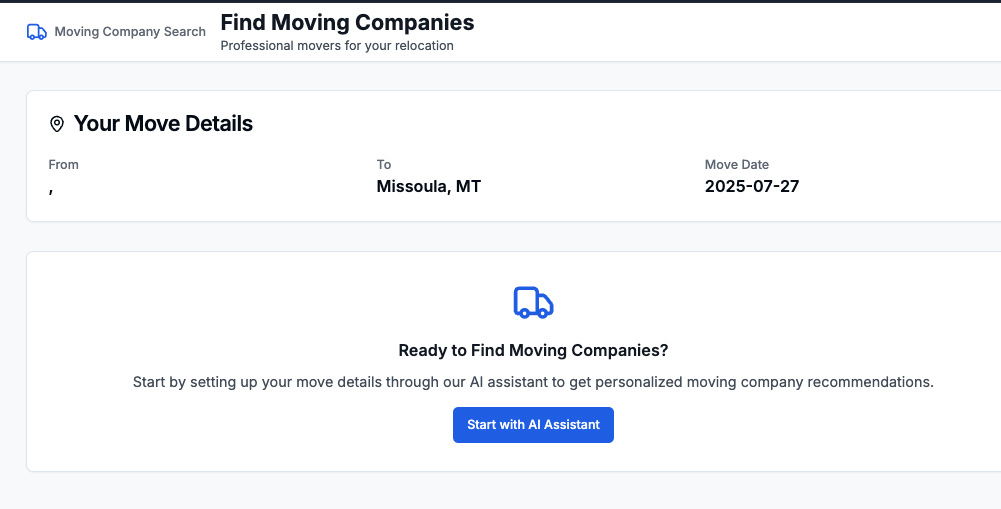 Moving Company Search
Find Moving Companies
Professional movers for your relocation
Your Move Details
From
To
Move Date
,
Missoula, MT
2025-07-27
Ready to Find Moving Companies?
Start by setting up your move details through our AI assistant to get personalized moving company recommendations.
Start with AI Assistant